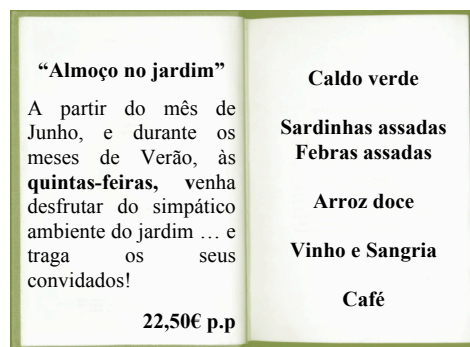 “Almoço no jardim”
A partir do mês de
Junho, e durante os
meses de Verão, às
quintas-feiras, venha
desfrutar do simpático
ambiente do jardim … e
traga os seus
convidados!
22,50€ p.p
Caldo verde
Sardinhas assadas
Febras assadas
Arroz doce
Vinho e Sangria
Café